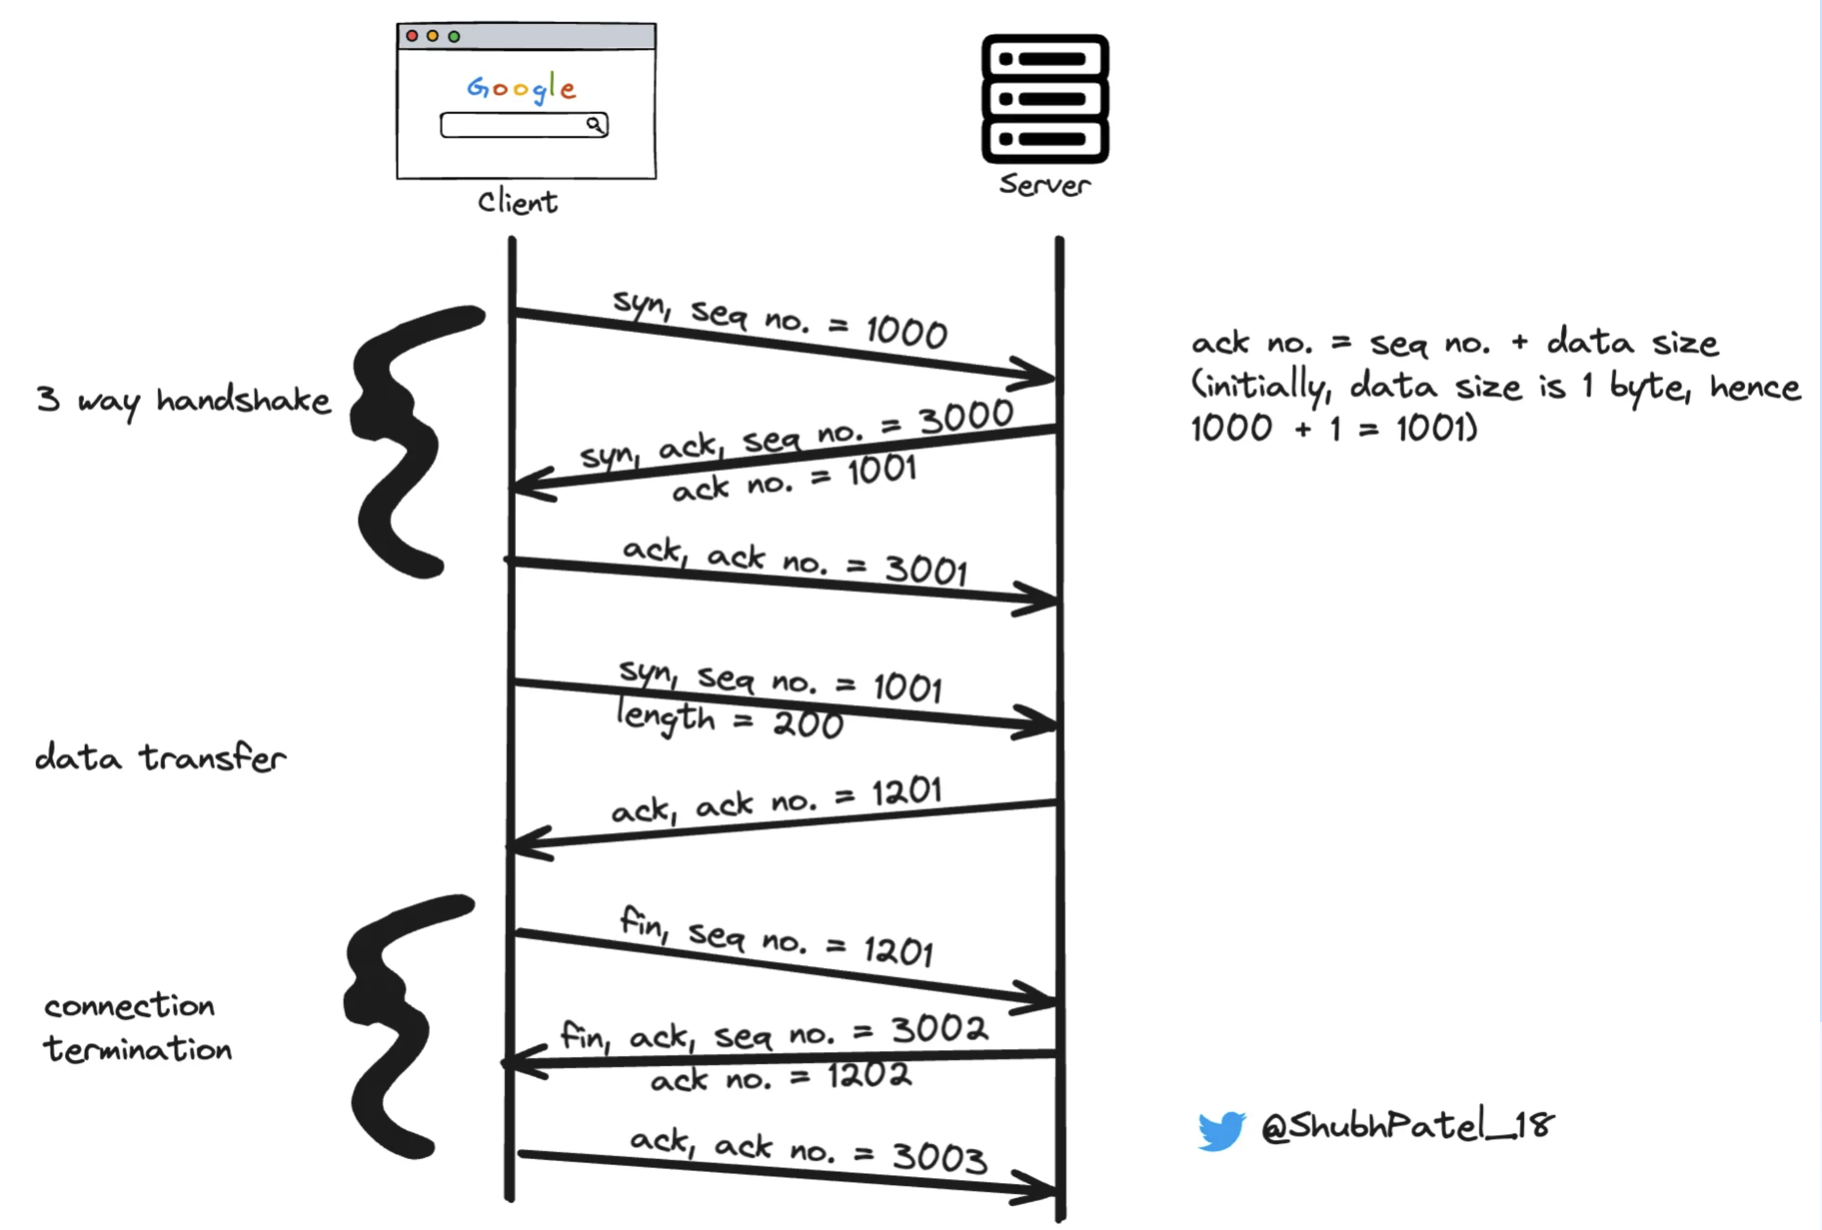 Google
Client
Server
3 way handshake
syn, seq no. = 1000
syn, ack, seq no. = 3000
ack no. = 1001
ack, ack no. = 3001
ack no. = seq no. + data size
(initially, data size is 1 byte, hence
1000 + 1 = 1001)
data transfer
syn, seq no. = 1001
length = 200
ack, ack no. = 1201
connection
termination
fin, seq no. = 1201
fin, ack, seq no. = 3002
ack no. = 1202
ack, ack no. = 3003
@ShubhPatel_18